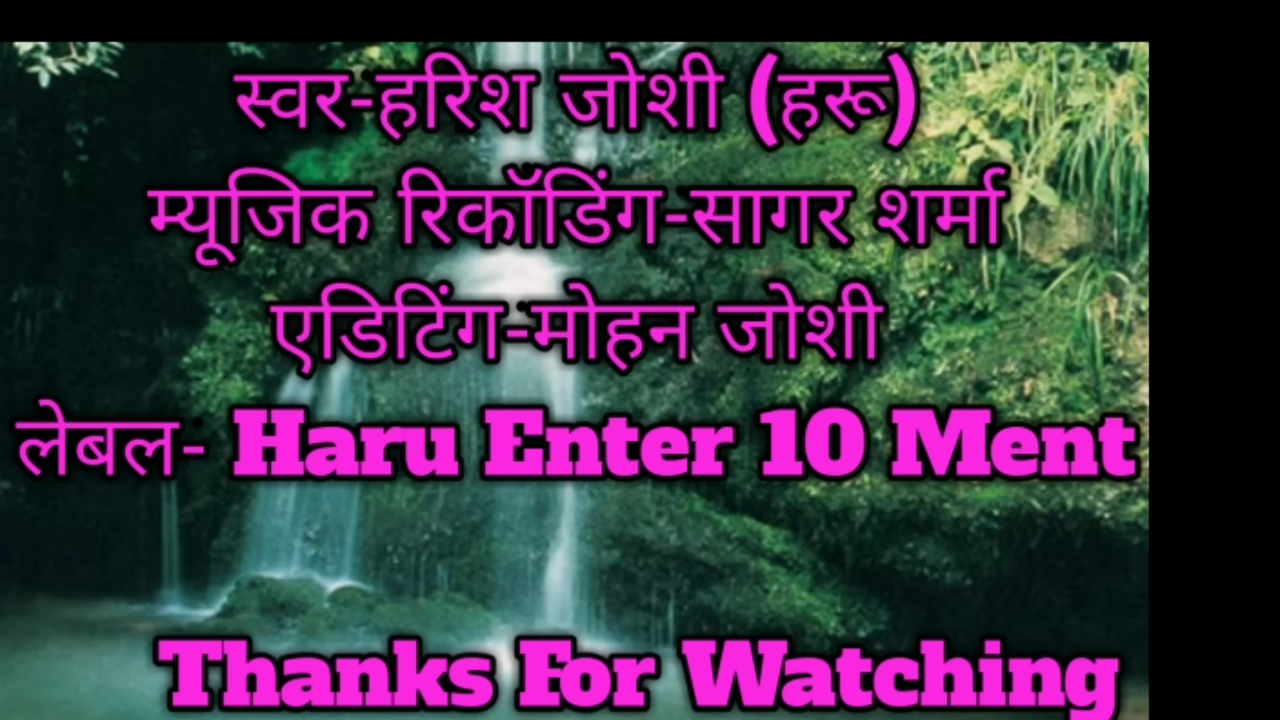 स्वर-हरिश जोशी (हरू)
म्यूजिक रिकॉडिंग-सागर शर्मा
एडिटिंग-मोहन जोशी
लेबल- Haru Enter 10 Ment
Thanks For Watching